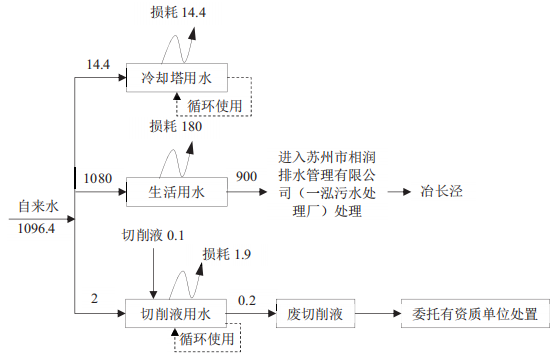 损耗 14.4
14.4
冷却塔用水
循环使用
损耗 180
1080
生活用水
900
进入苏州市相润
排水管理有限公
司（一泓污水处
理厂）处理
冶长泾
自来水
1096.4
切削液 0.1
损耗 1.9
2
切削液用水
0.2
废切削液
委托有资质单位处置
循环使用